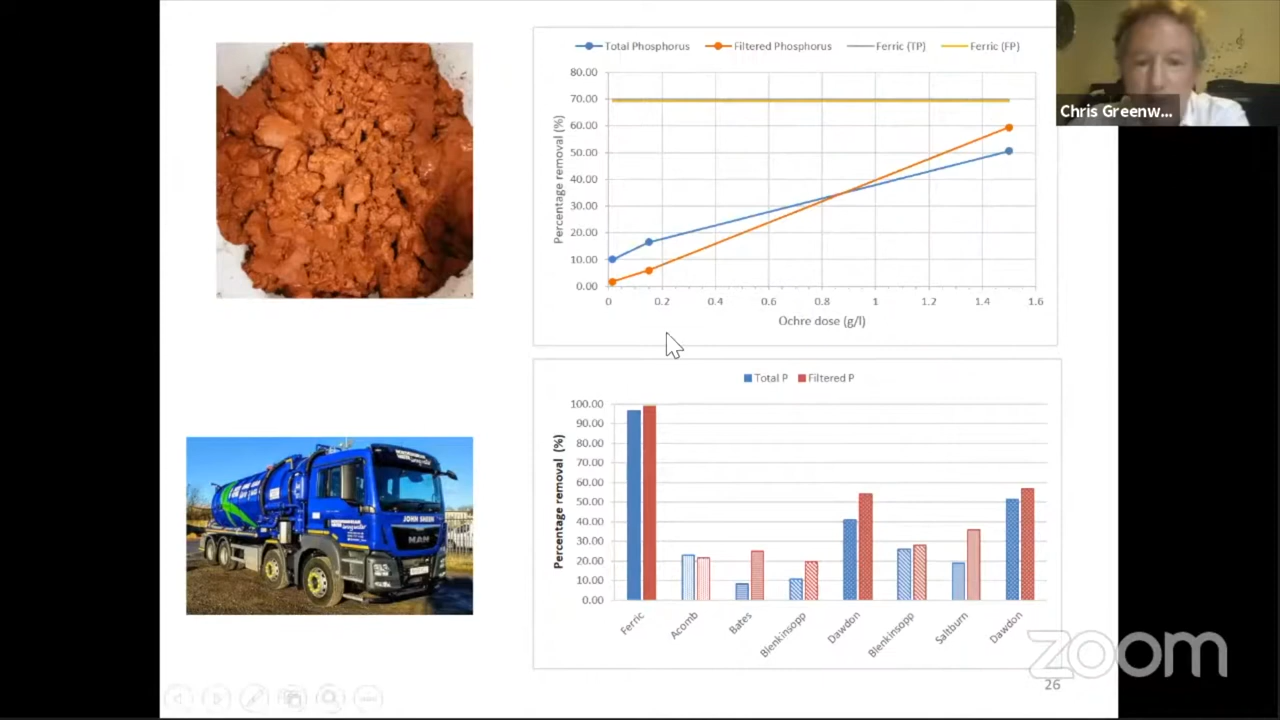 Total Phosphorus
Filtered Phosphorus
Ferric (TP)
Ferric (FP)
80.00
70.00
60.00
50.00
40.00
30.00
20.00
10.00
0.00
Percentage removal (%)
0 0.2 0.4 0.6 0.8 1 1.2 1.4 1.6
Ochre dose (g/l)
Chris Greenw...
Total P
Filtered P
100.00
90.00
80.00
70.00
60.00
50.00
40.00
30.00
20.00
10.00
0.00
Percentage removal (%)
Ferric
Acomb
Bates
Blenkinsopp
Dawdon
Blenkinsopp
Saltburn
Dawdon
JOHN SHEEN
MAN
zoom
26